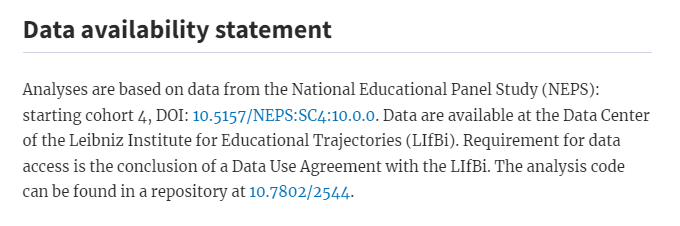 Data availability statement
Analyses are based on data from the National Educational Panel Study (NEPS):
starting cohort 4, DOI: 10.5157/NEPS:SC4:10.0.0. Data are available at the Data Center
of the Leibniz Institute for Educational Trajectories (LIfBi). Requirement for data
access is the conclusion of a Data Use Agreement with the LIfBi. The analysis code
can be found in a repository at 10.7802/2544.